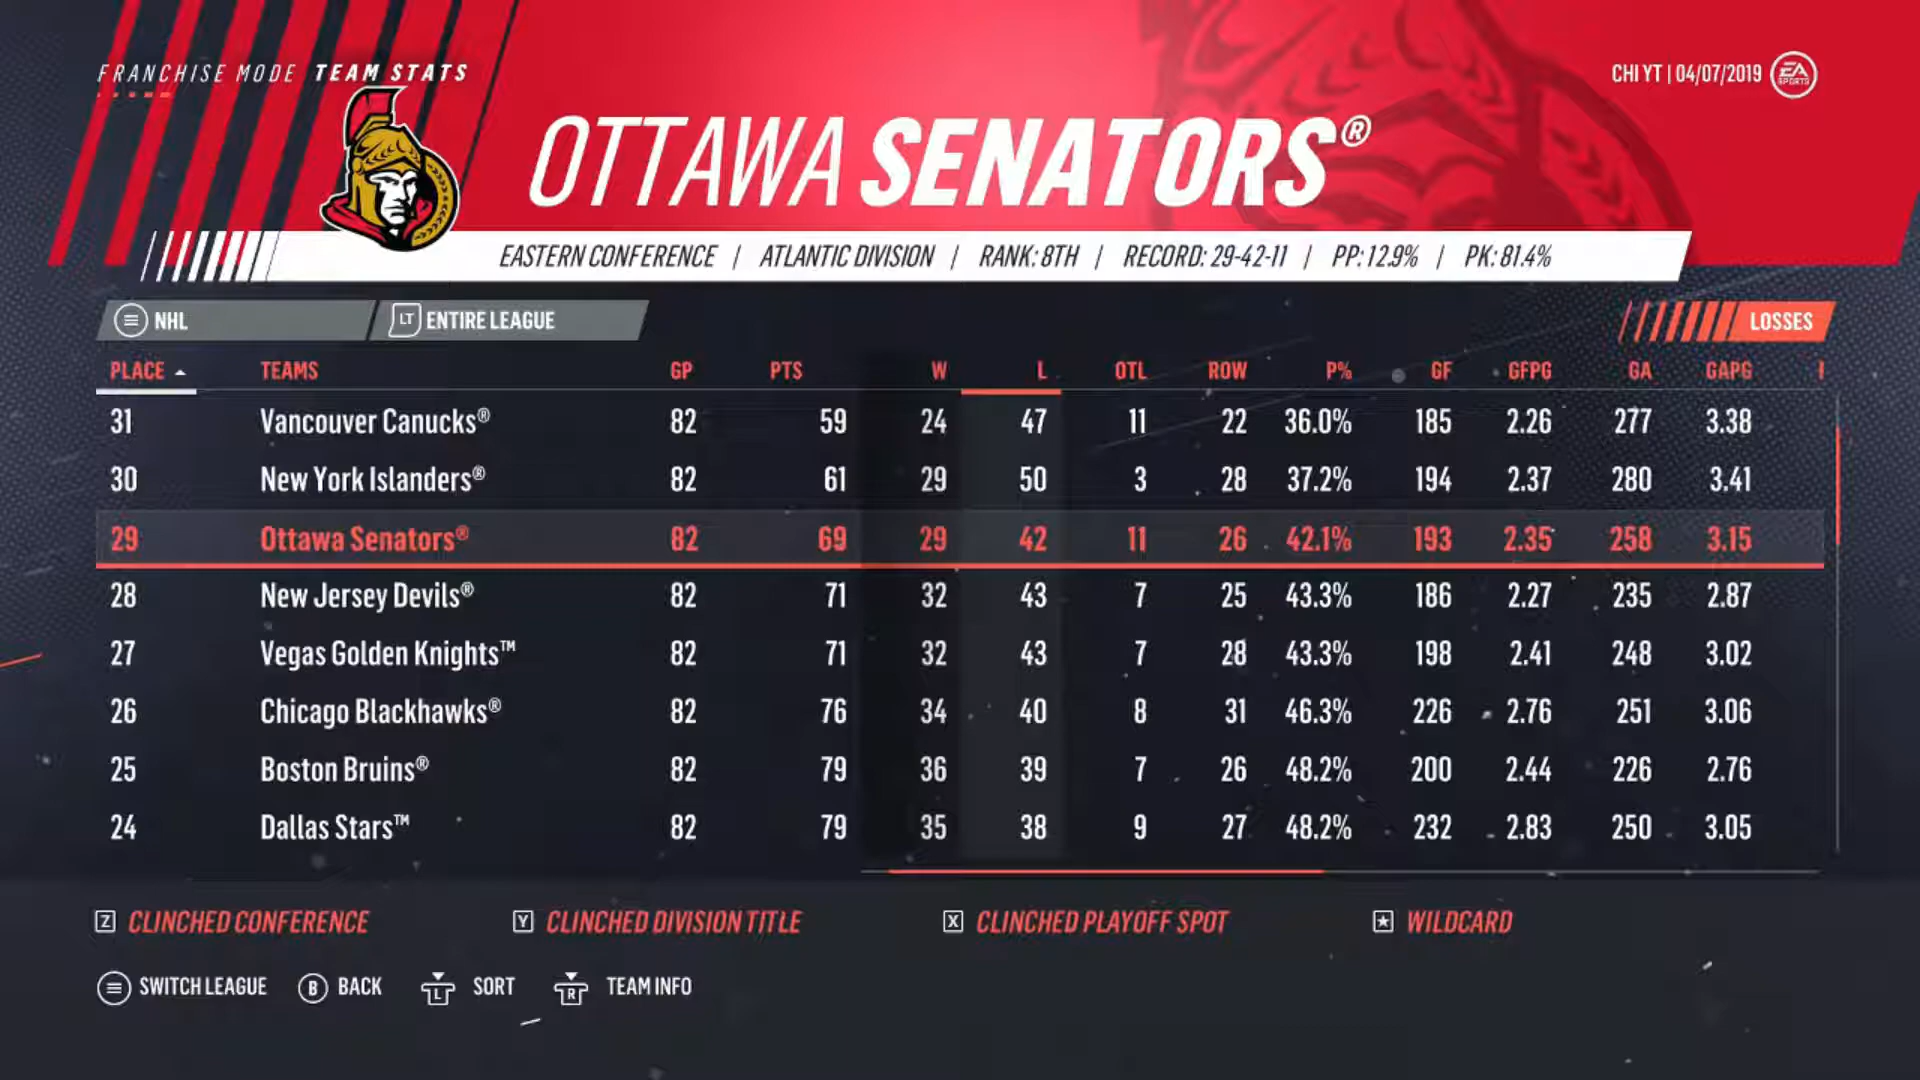 FRANCHISE MODE TEAM STATS
CHI YT | 04/07/2019 EA SPORTS
OTTAWA SENATORS®
EASTERN CONFERENCE / ATLANTIC DIVISION / RANK: 8TH / RECORD: 29-42-11 / PP: 12.9% / PK: 81.4%
NHL LT ENTIRE LEAGUE LOSSES
PLACE TEAMS GP PTS W L OTL ROW P% GF GFPG GA GAPG
31 Vancouver Canucks® 82 59 24 47 11 22 36.0% 185 2.26 277 3.38
30 New York Islanders® 82 61 29 50 3 28 37.2% 194 2.37 280 3.41
29 Ottawa Senators® 82 69 29 42 11 26 42.1% 193 2.35 258 3.15
28 New Jersey Devils® 82 71 32 43 7 25 43.3% 186 2.27 235 2.87
27 Vegas Golden Knights™ 82 71 32 43 7 28 43.3% 198 2.41 248 3.02
26 Chicago Blackhawks® 82 76 34 40 8 31 46.3% 226 2.76 251 3.06
25 Boston Bruins® 82 79 36 39 7 26 48.2% 200 2.44 226 2.76
24 Dallas Stars™ 82 79 35 38 9 27 48.2% 232 2.83 250 3.05
Z CLINCHED CONFERENCE Y CLINCHED DIVISION TITLE X CLINCHED PLAYOFF SPOT ★ WILDCARD
SWITCH LEAGUE B BACK L SORT R TEAM INFO